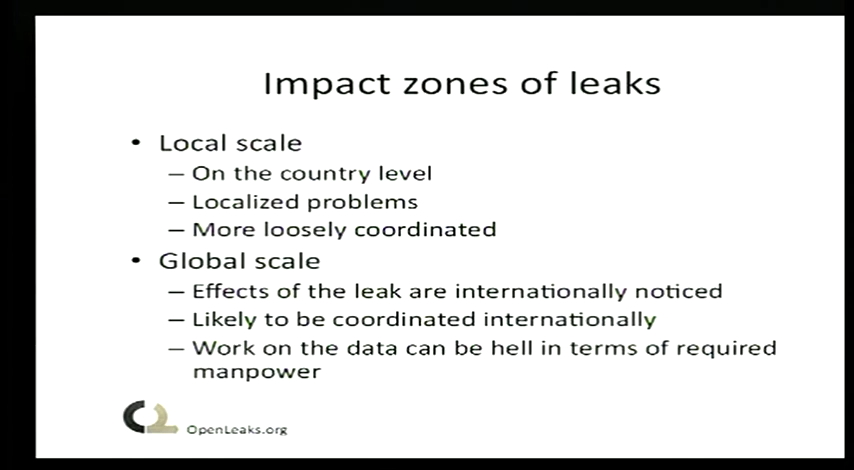 Impact zones of leaks
• Local scale
– On the country level
– Localized problems
– More loosely coordinated
• Global scale
– Effects of the leak are internationally noticed
– Likely to be coordinated internationally
– Work on the data can be hell in terms of required
manpower
OpenLeaks.org